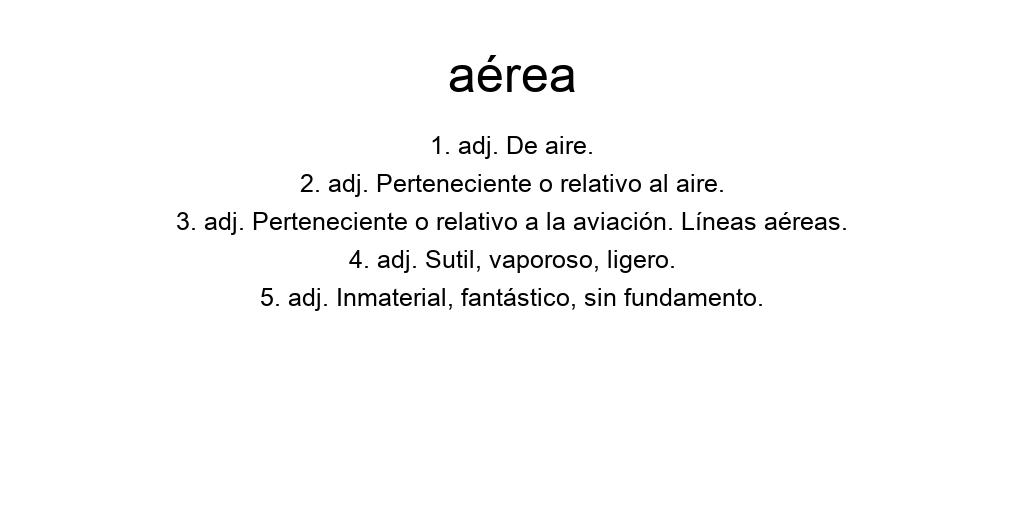 aérea
1. adj. De aire.
2. adj. Perteneciente o relativo al aire.
3. adj. Perteneciente o relativo a la aviación. Líneas aéreas.
4. adj. Sutil, vaporoso, ligero.
5. adj. Inmaterial, fantástico, sin fundamento.